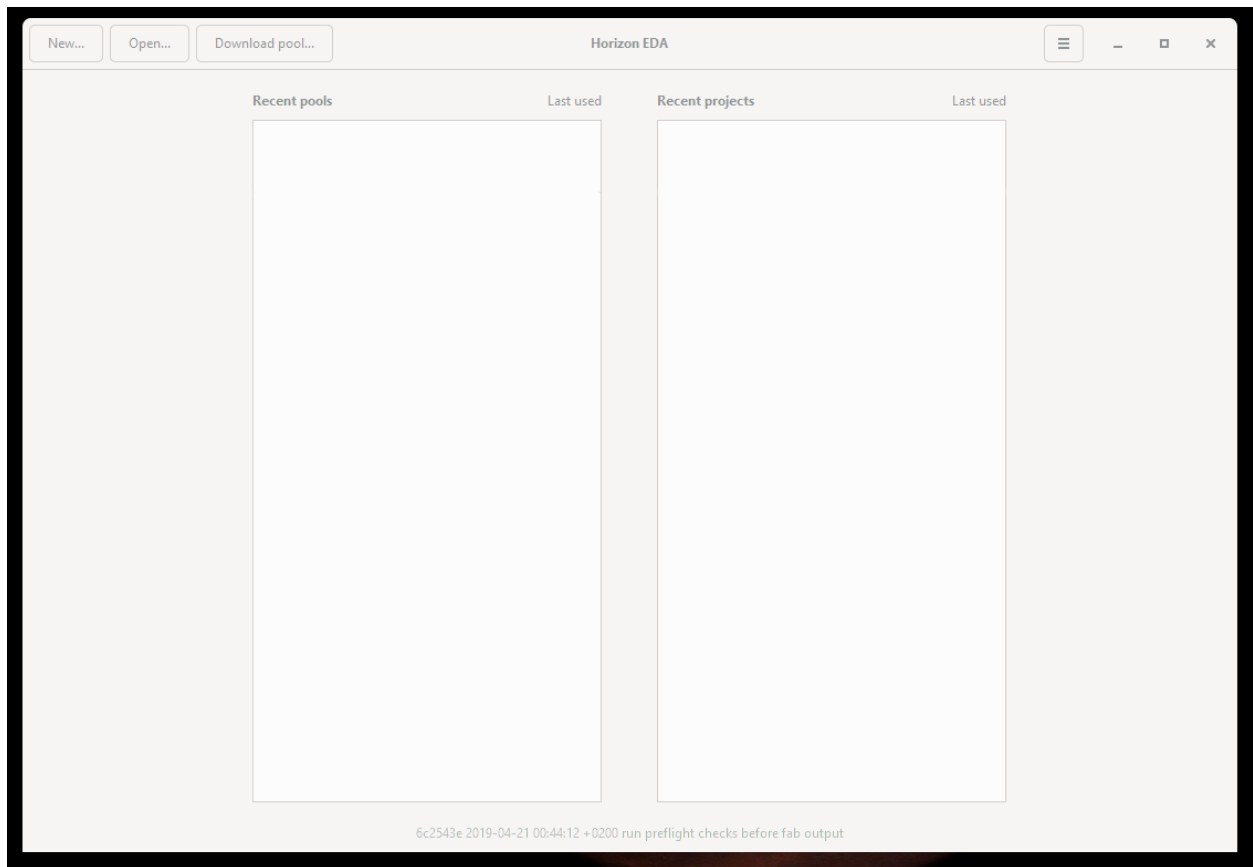 New... Open... Download pool... Horizon EDA
Recent pools Last used Recent projects Last used
6c2543e 2019-04-21 00:44:12 +0200 run preflight checks before fab output